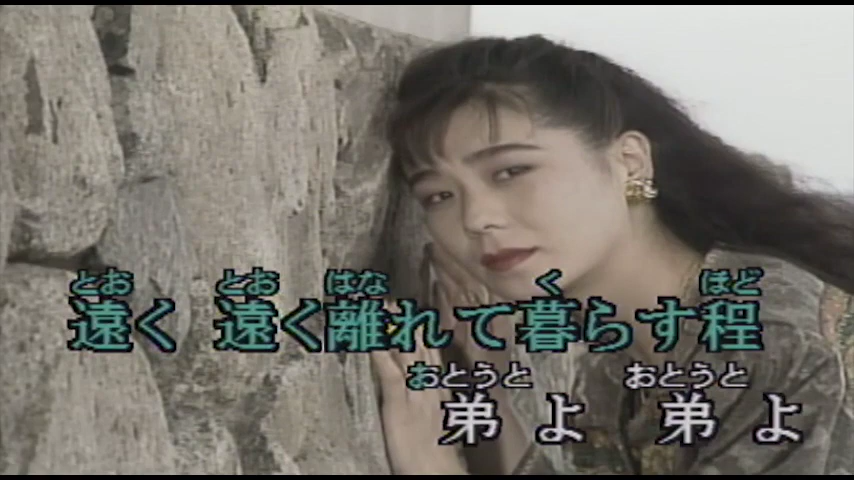 とお とお はな く ほど
遠く 遠く離れて暮らす程
おとうと おとうと
弟よ 弟よ